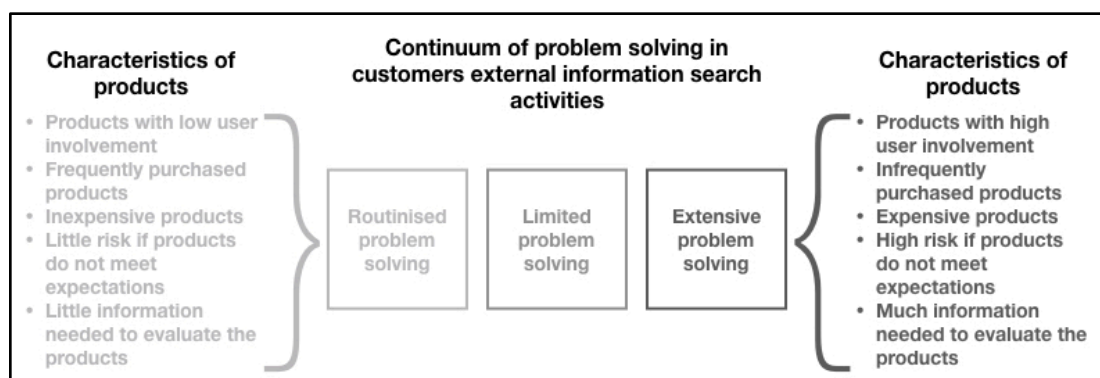 Characteristics of
products
• Products with low user
involvement
• Frequently purchased
products
• Inexpensive products
• Little risk if products
do not meet
expectations
• Little information
needed to evaluate the
products
Continuum of problem solving in
customers external information search
activities
Routinised
problem
solving
Limited
problem
solving
Extensive
problem
solving
Characteristics of
products
• Products with high
user involvement
• Infrequently
purchased products
• Expensive products
• High risk if products
do not meet
expectations
• Much information
needed to evaluate the
products